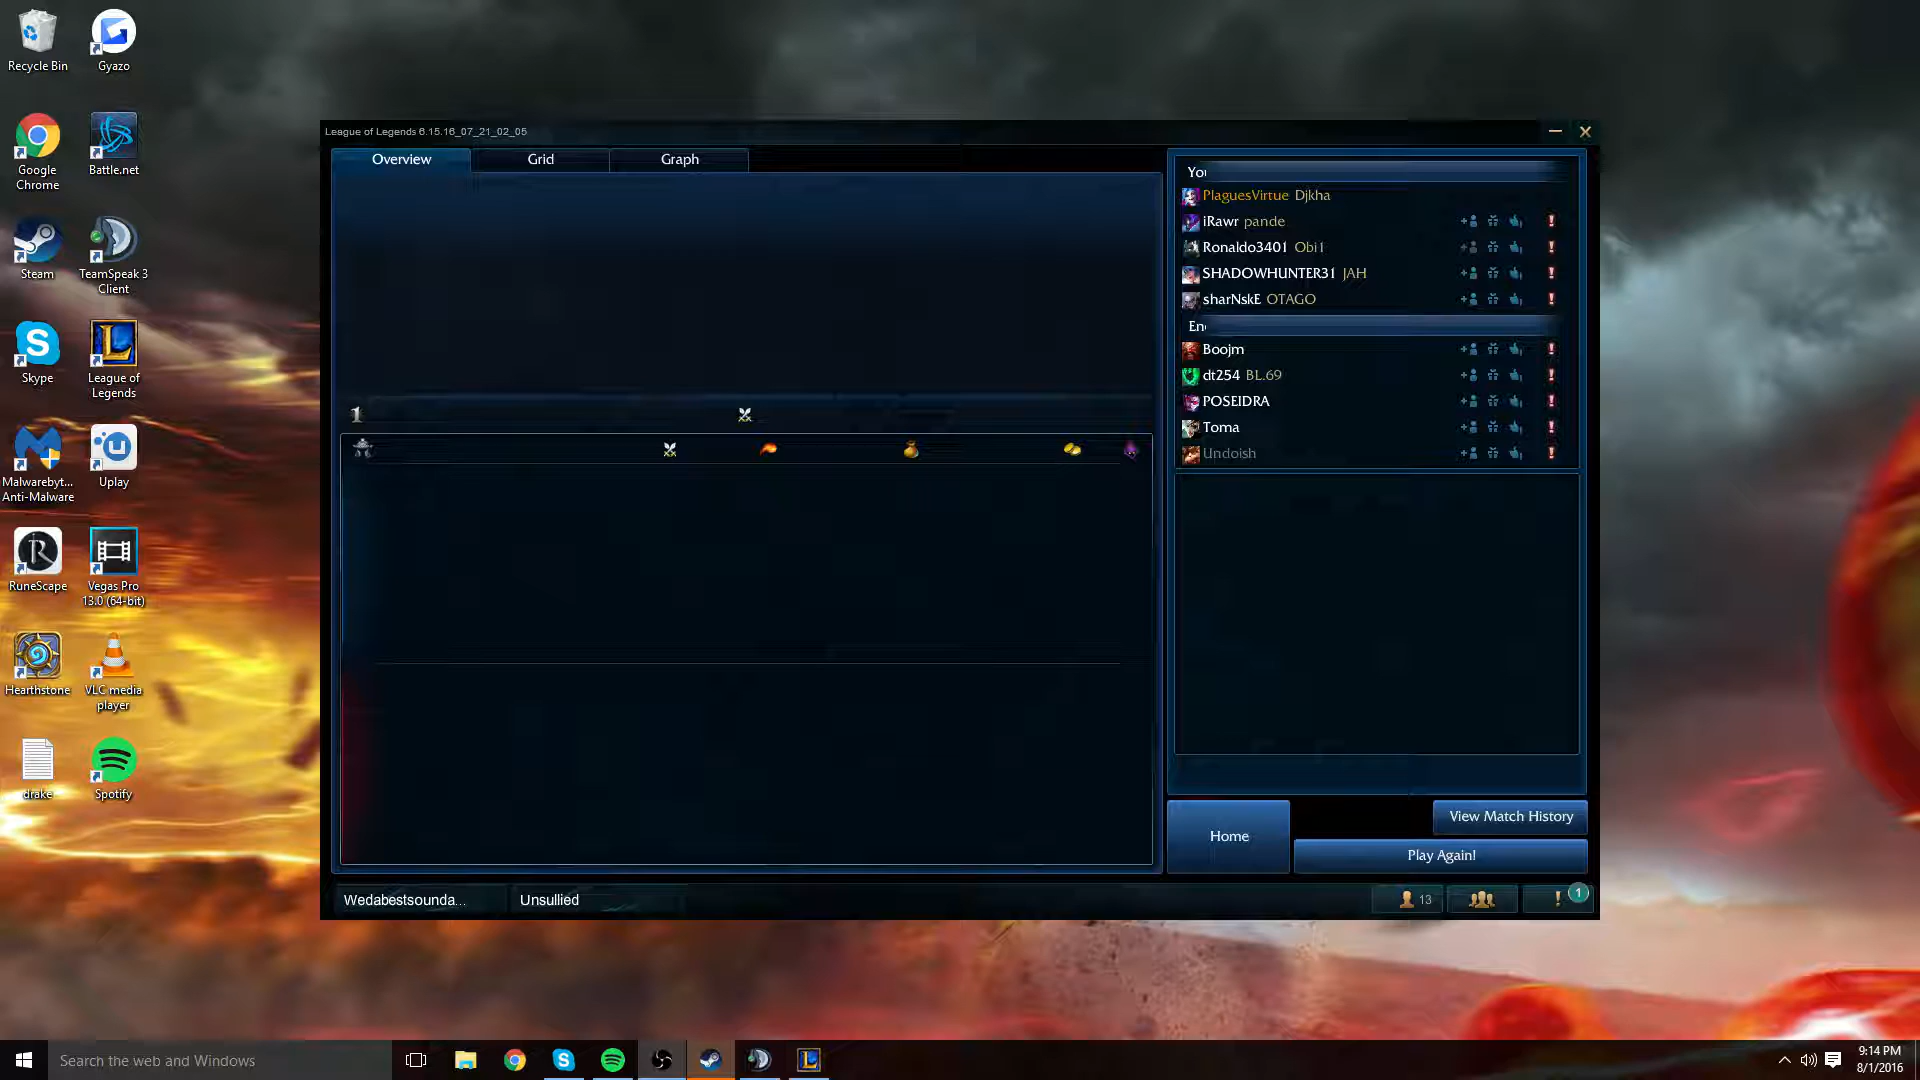 Recycle Bin
Gyazo
Google
Chrome
Battle.net
Steam
TeamSpeak 3
Client
Skype
League of
Legends
Malwarebyt...
Anti-Malware
Uplay
RuneScape
Vegas Pro
13.0 (64-bit)
Hearthstone
VLC media
player
drake
Spotify
League of Legends 6.15.16_07_21_02_05
Overview
Grid
Graph
1
You
PlaguesVirtue Djkha
iRawr pande
Ronaldo3401 Obi1
SHADOWHUNTER31 JAH
sharNskE OTAGO
Ene
Boojm
dt254 BL.69
POSEIDRA
Toma
Undoish
Home
View Match History
Play Again!
Wedabestsounda...
Unsullied
13
1
Search the web and Windows
9:14 PM
8/1/2016